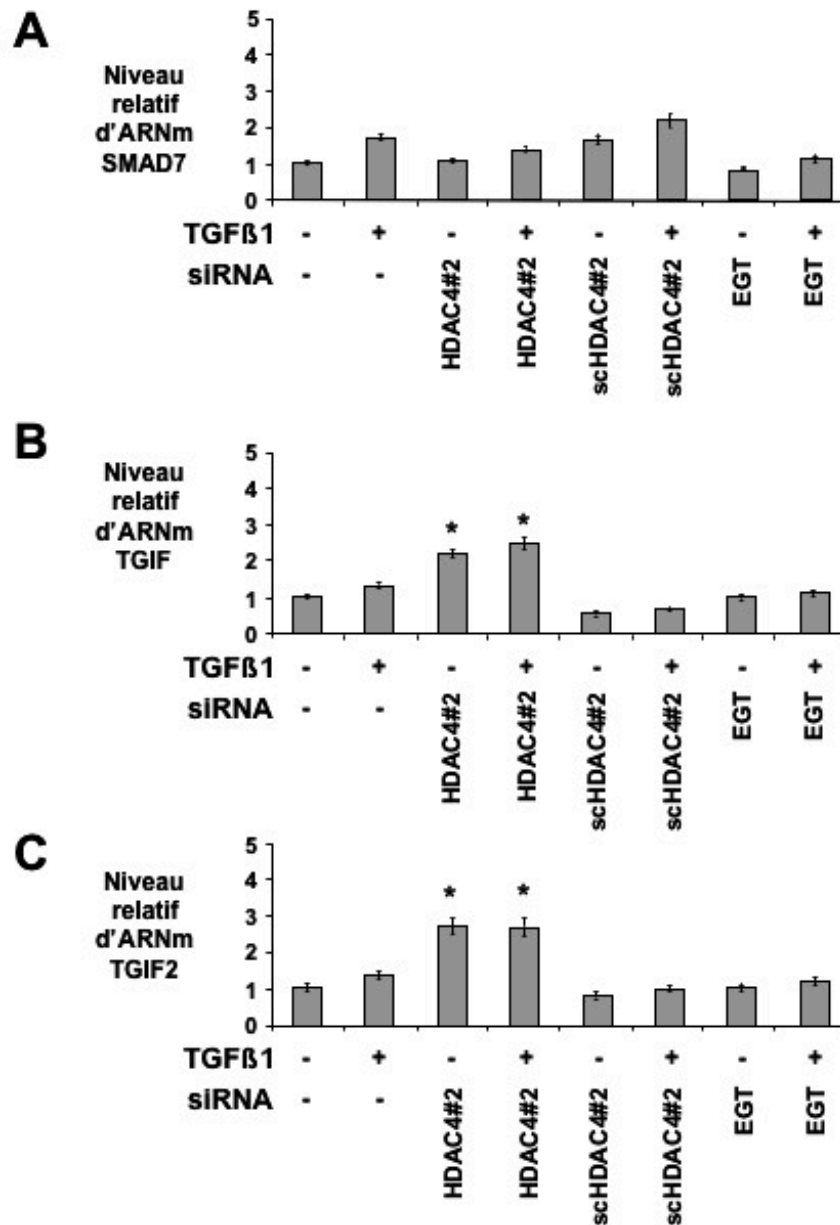 A
Niveau
relatif
d'ARNm
SMAD7
5
4
3
2
1
0
TGFß1 - + - + - + - +
siRNA - - HDAC4#2 HDAC4#2 scHDAC4#2 scHDAC4#2 EGT EGT
B
Niveau
relatif
d'ARNm
TGIF
5
4
3
2
1
0
* *
TGFß1 - + - + - + - +
siRNA - - HDAC4#2 HDAC4#2 scHDAC4#2 scHDAC4#2 EGT EGT
C
Niveau
relatif
d'ARNm
TGIF2
5
4
3
2
1
0
* *
TGFß1 - + - + - + - +
siRNA - - HDAC4#2 HDAC4#2 scHDAC4#2 scHDAC4#2 EGT EGT